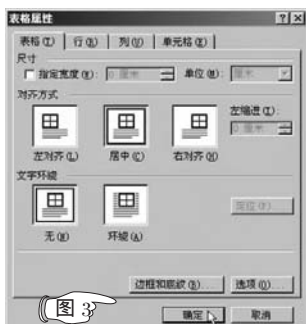 表格属性
表格(T) 行(R) 列(U) 单元格(E)
尺寸
指定宽度(W): 0 厘米 单位(M): 厘米
对齐方式
左缩进(I):
0 厘米
左对齐(L) 居中(C) 右对齐(H)
文字环绕
无(N) 环绕(A)
定位(P)...
边框和底纹(B)... 选项(O)...
图 3
确定 取消